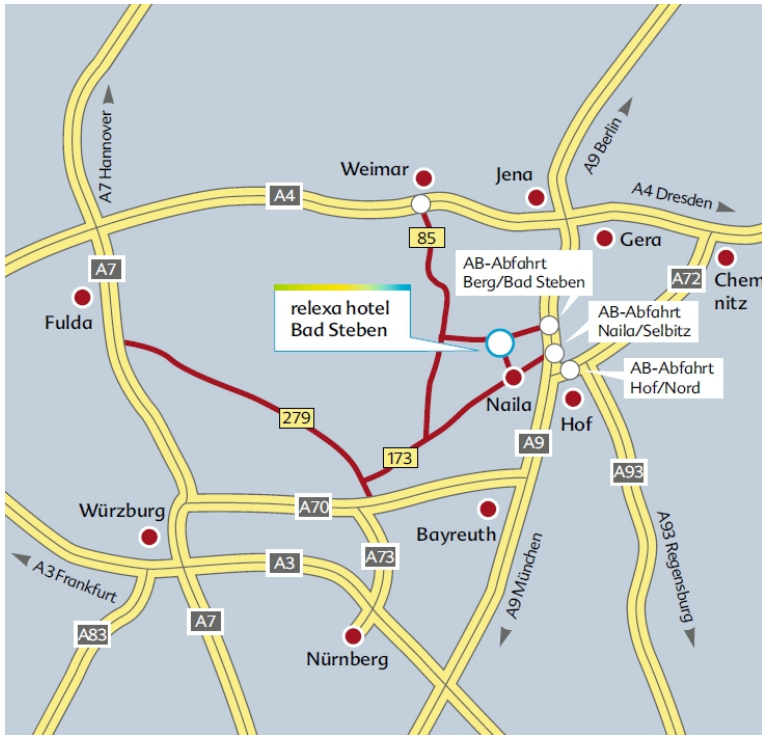 A7 Hannover
A9 Berlin
Weimar
Jena
A4 Dresden
A4
85
Gera
A7
AB-Abfahrt
Berg/Bad Steben
A72
Chem
nitz
Fulda
relexa hotel
Bad Steben
AB-Abfahrt
Naila/Selbitz
AB-Abfahrt
Hof/Nord
Naila
Hof
279
173
A9
A93
A70
Würzburg
Bayreuth
A3 Frankfurt
A3
A73
A9 München
A93 Regensburg
A83
A7
Nürnberg